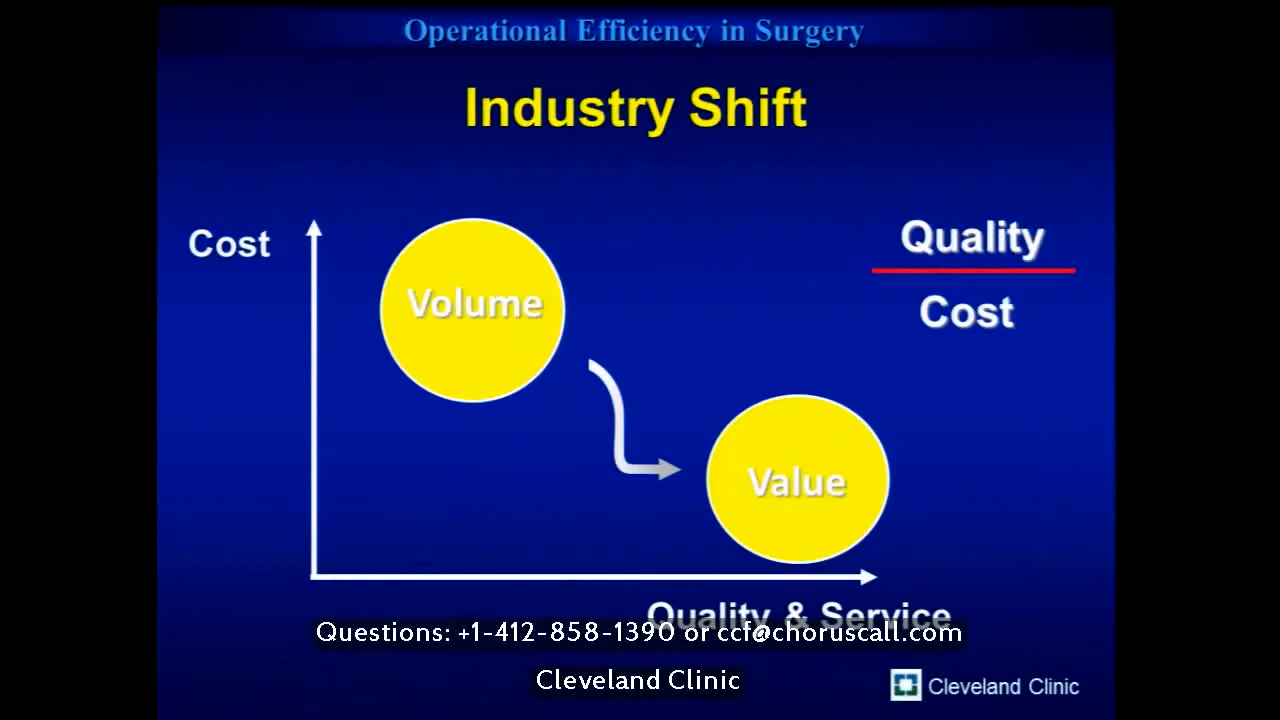 Operational Efficiency in Surgery
Industry Shift
Cost
Volume
Quality
Cost
Value
Quality & Service
Questions: +1-412-858-1390 or ccf@choruscall.com
Cleveland Clinic
Cleveland Clinic